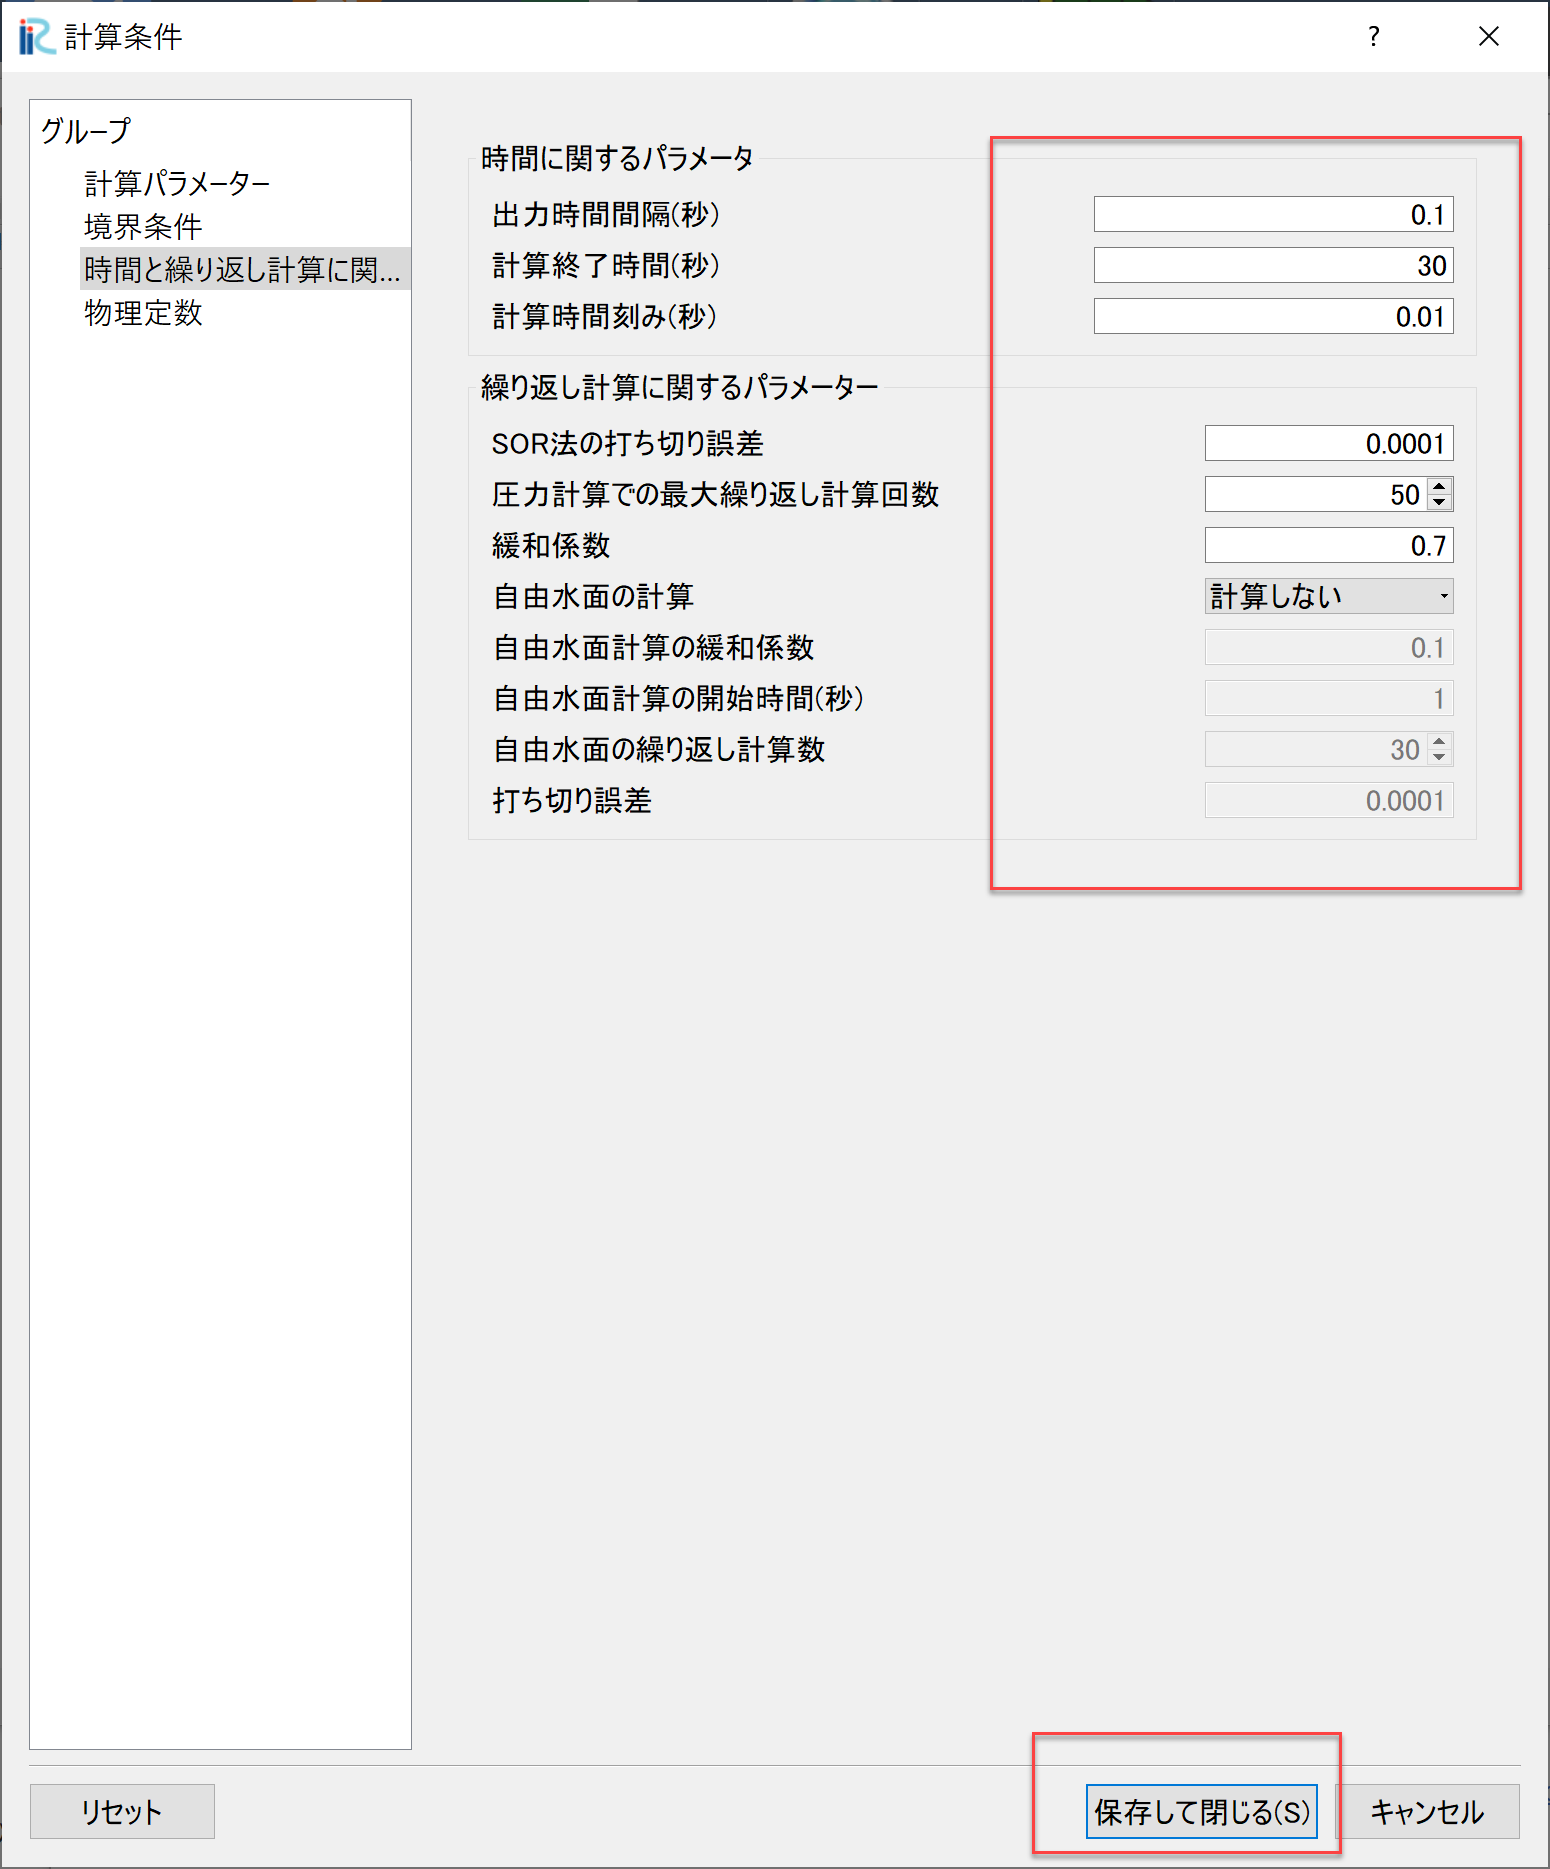 iRC 計算条件
グループ
計算パラメーター
境界条件
時間と繰り返し計算に関...
物理定数
時間に関するパラメータ
出力時間間隔(秒) 0.1
計算終了時間(秒) 30
計算時間刻み(秒) 0.01
繰り返し計算に関するパラメーター
SOR法の打ち切り誤差 0.0001
圧力計算での最大繰り返し計算回数 50
緩和係数 0.7
自由水面の計算 計算しない
自由水面計算の緩和係数 0.1
自由水面計算の開始時間(秒) 1
自由水面の繰り返し計算数 30
打ち切り誤差 0.0001
リセット 保存して閉じる(S) キャンセル